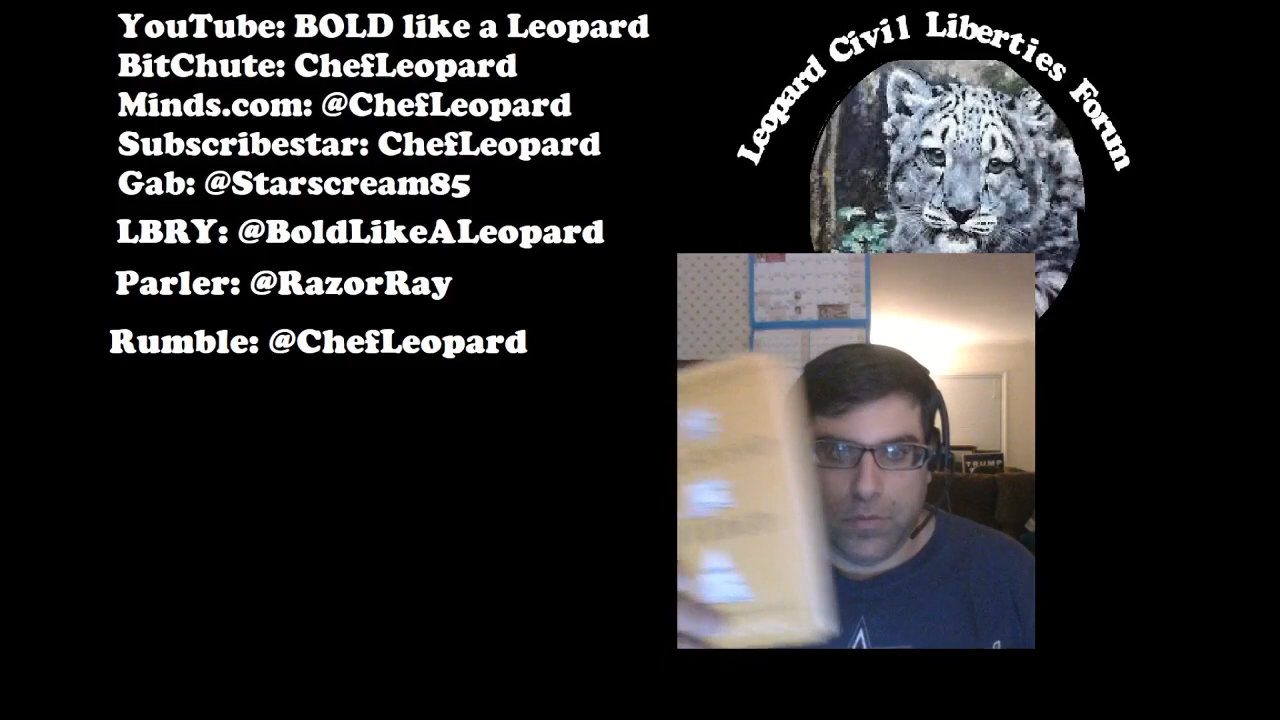 YouTube: BOLD like a Leopard
BitChute: ChefLeopard
Minds.com: @ChefLeopard
Subscribestar: ChefLeopard
Gab: @Starscream85
LBRY: @BoldLikeALeopard
Parler: @RazorRay
Rumble: @ChefLeopard
Leopard Civil Liberties Forum
TRUMP